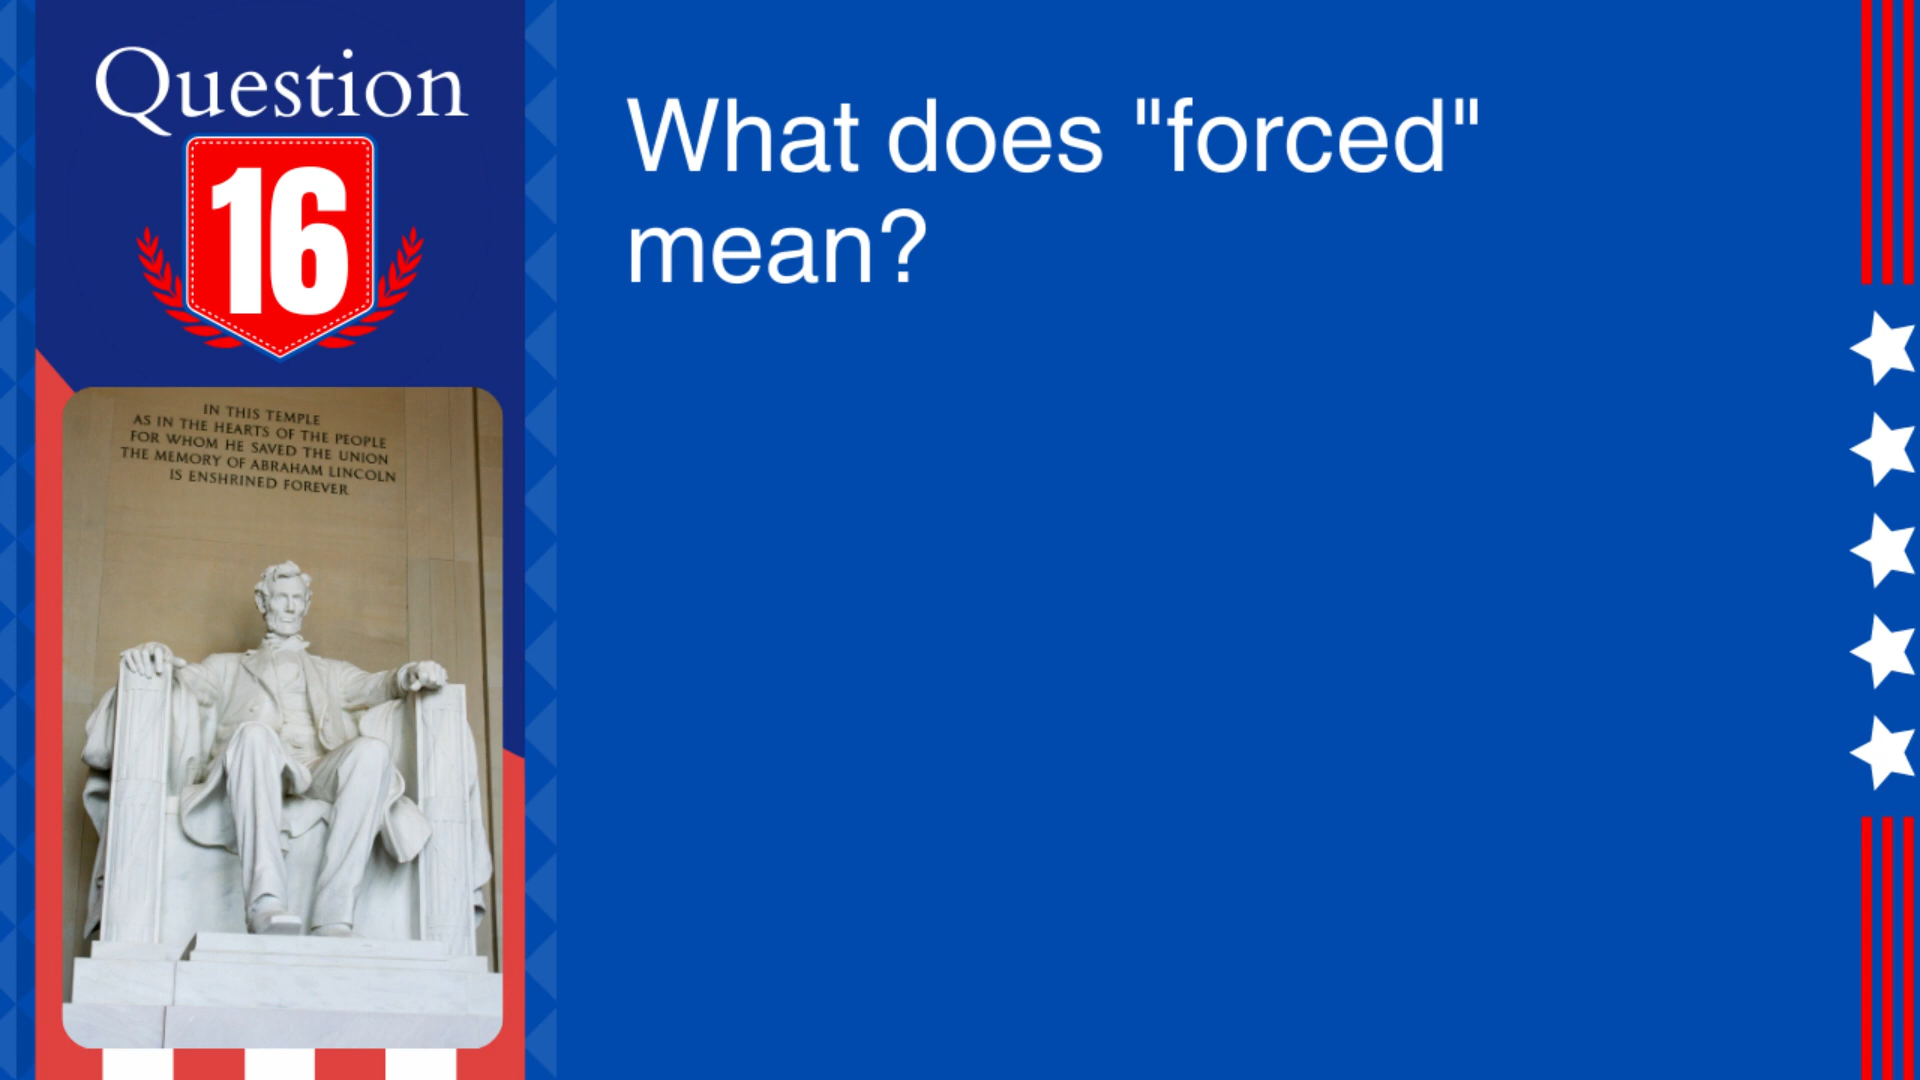 Question
16
What does "forced"
mean?
IN THIS TEMPLE
AS IN THE HEARTS OF THE PEOPLE
FOR WHOM HE SAVED THE UNION
THE MEMORY OF ABRAHAM LINCOLN
IS ENSHRINED FOREVER